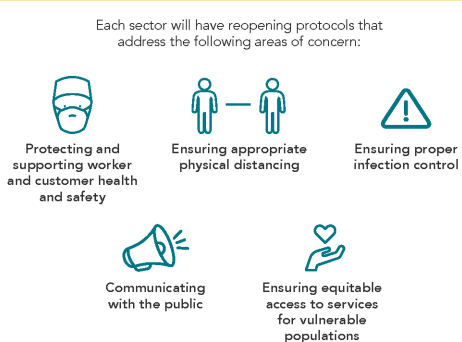 Each sector will have reopening protocols that
address the following areas of concern:
Protecting and
supporting worker
and customer health
and safety
Ensuring appropriate
physical distancing
Ensuring proper
infection control
Communicating
with the public
Ensuring equitable
access to services
for vulnerable
populations